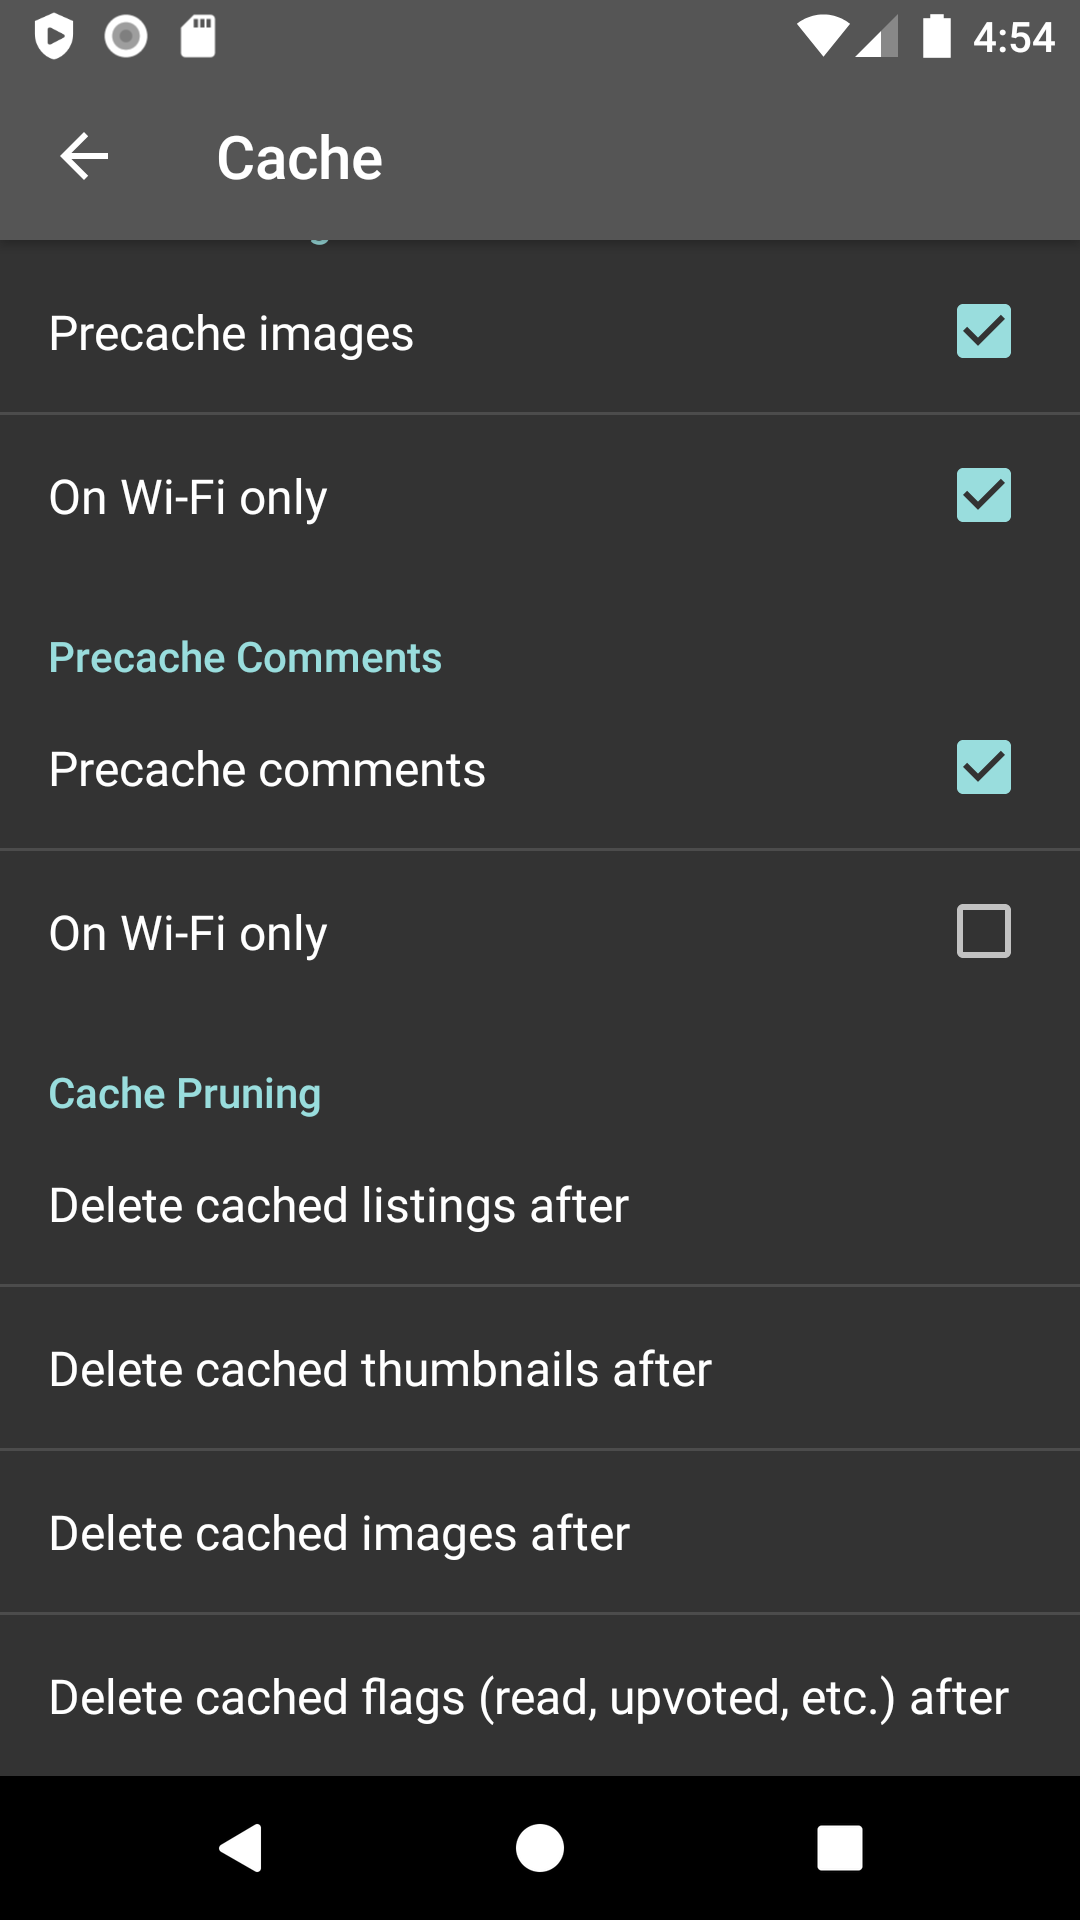 4:54
Cache
Precache images
On Wi-Fi only
Precache Comments
Precache comments
On Wi-Fi only
Cache Pruning
Delete cached listings after
Delete cached thumbnails after
Delete cached images after
Delete cached flags (read, upvoted, etc.) after